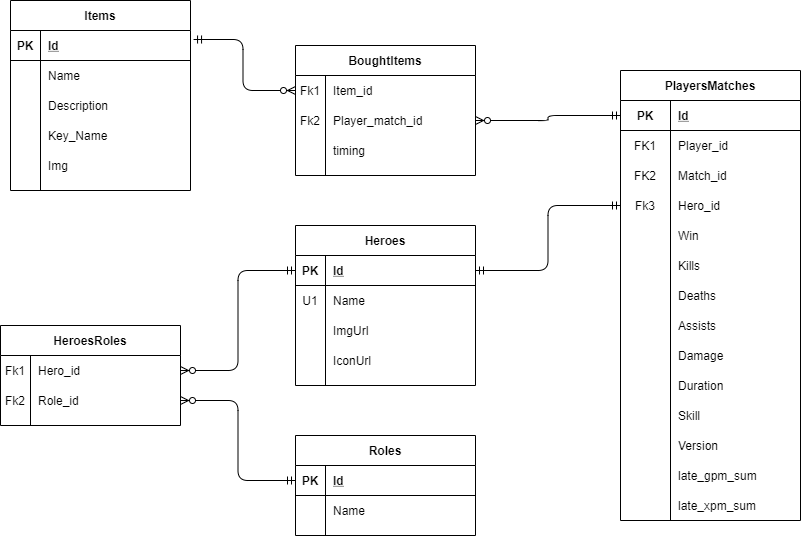 Items
PK Id
Name
Description
Key_Name
Img
BoughtItems
Fk1 Item_id
Fk2 Player_match_id
timing
PlayersMatches
PK Id
FK1 Player_id
FK2 Match_id
Fk3 Hero_id
Win
Kills
Deaths
Assists
Damage
Duration
Skill
Version
late_gpm_sum
late_xpm_sum
Heroes
PK Id
U1 Name
ImgUrl
IconUrl
HeroesRoles
Fk1 Hero_id
Fk2 Role_id
Roles
PK Id
Name